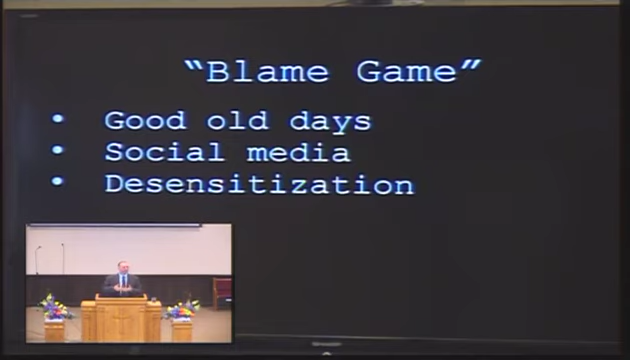 “Blame Game”
• Good old days
• Social media
• Desensitization